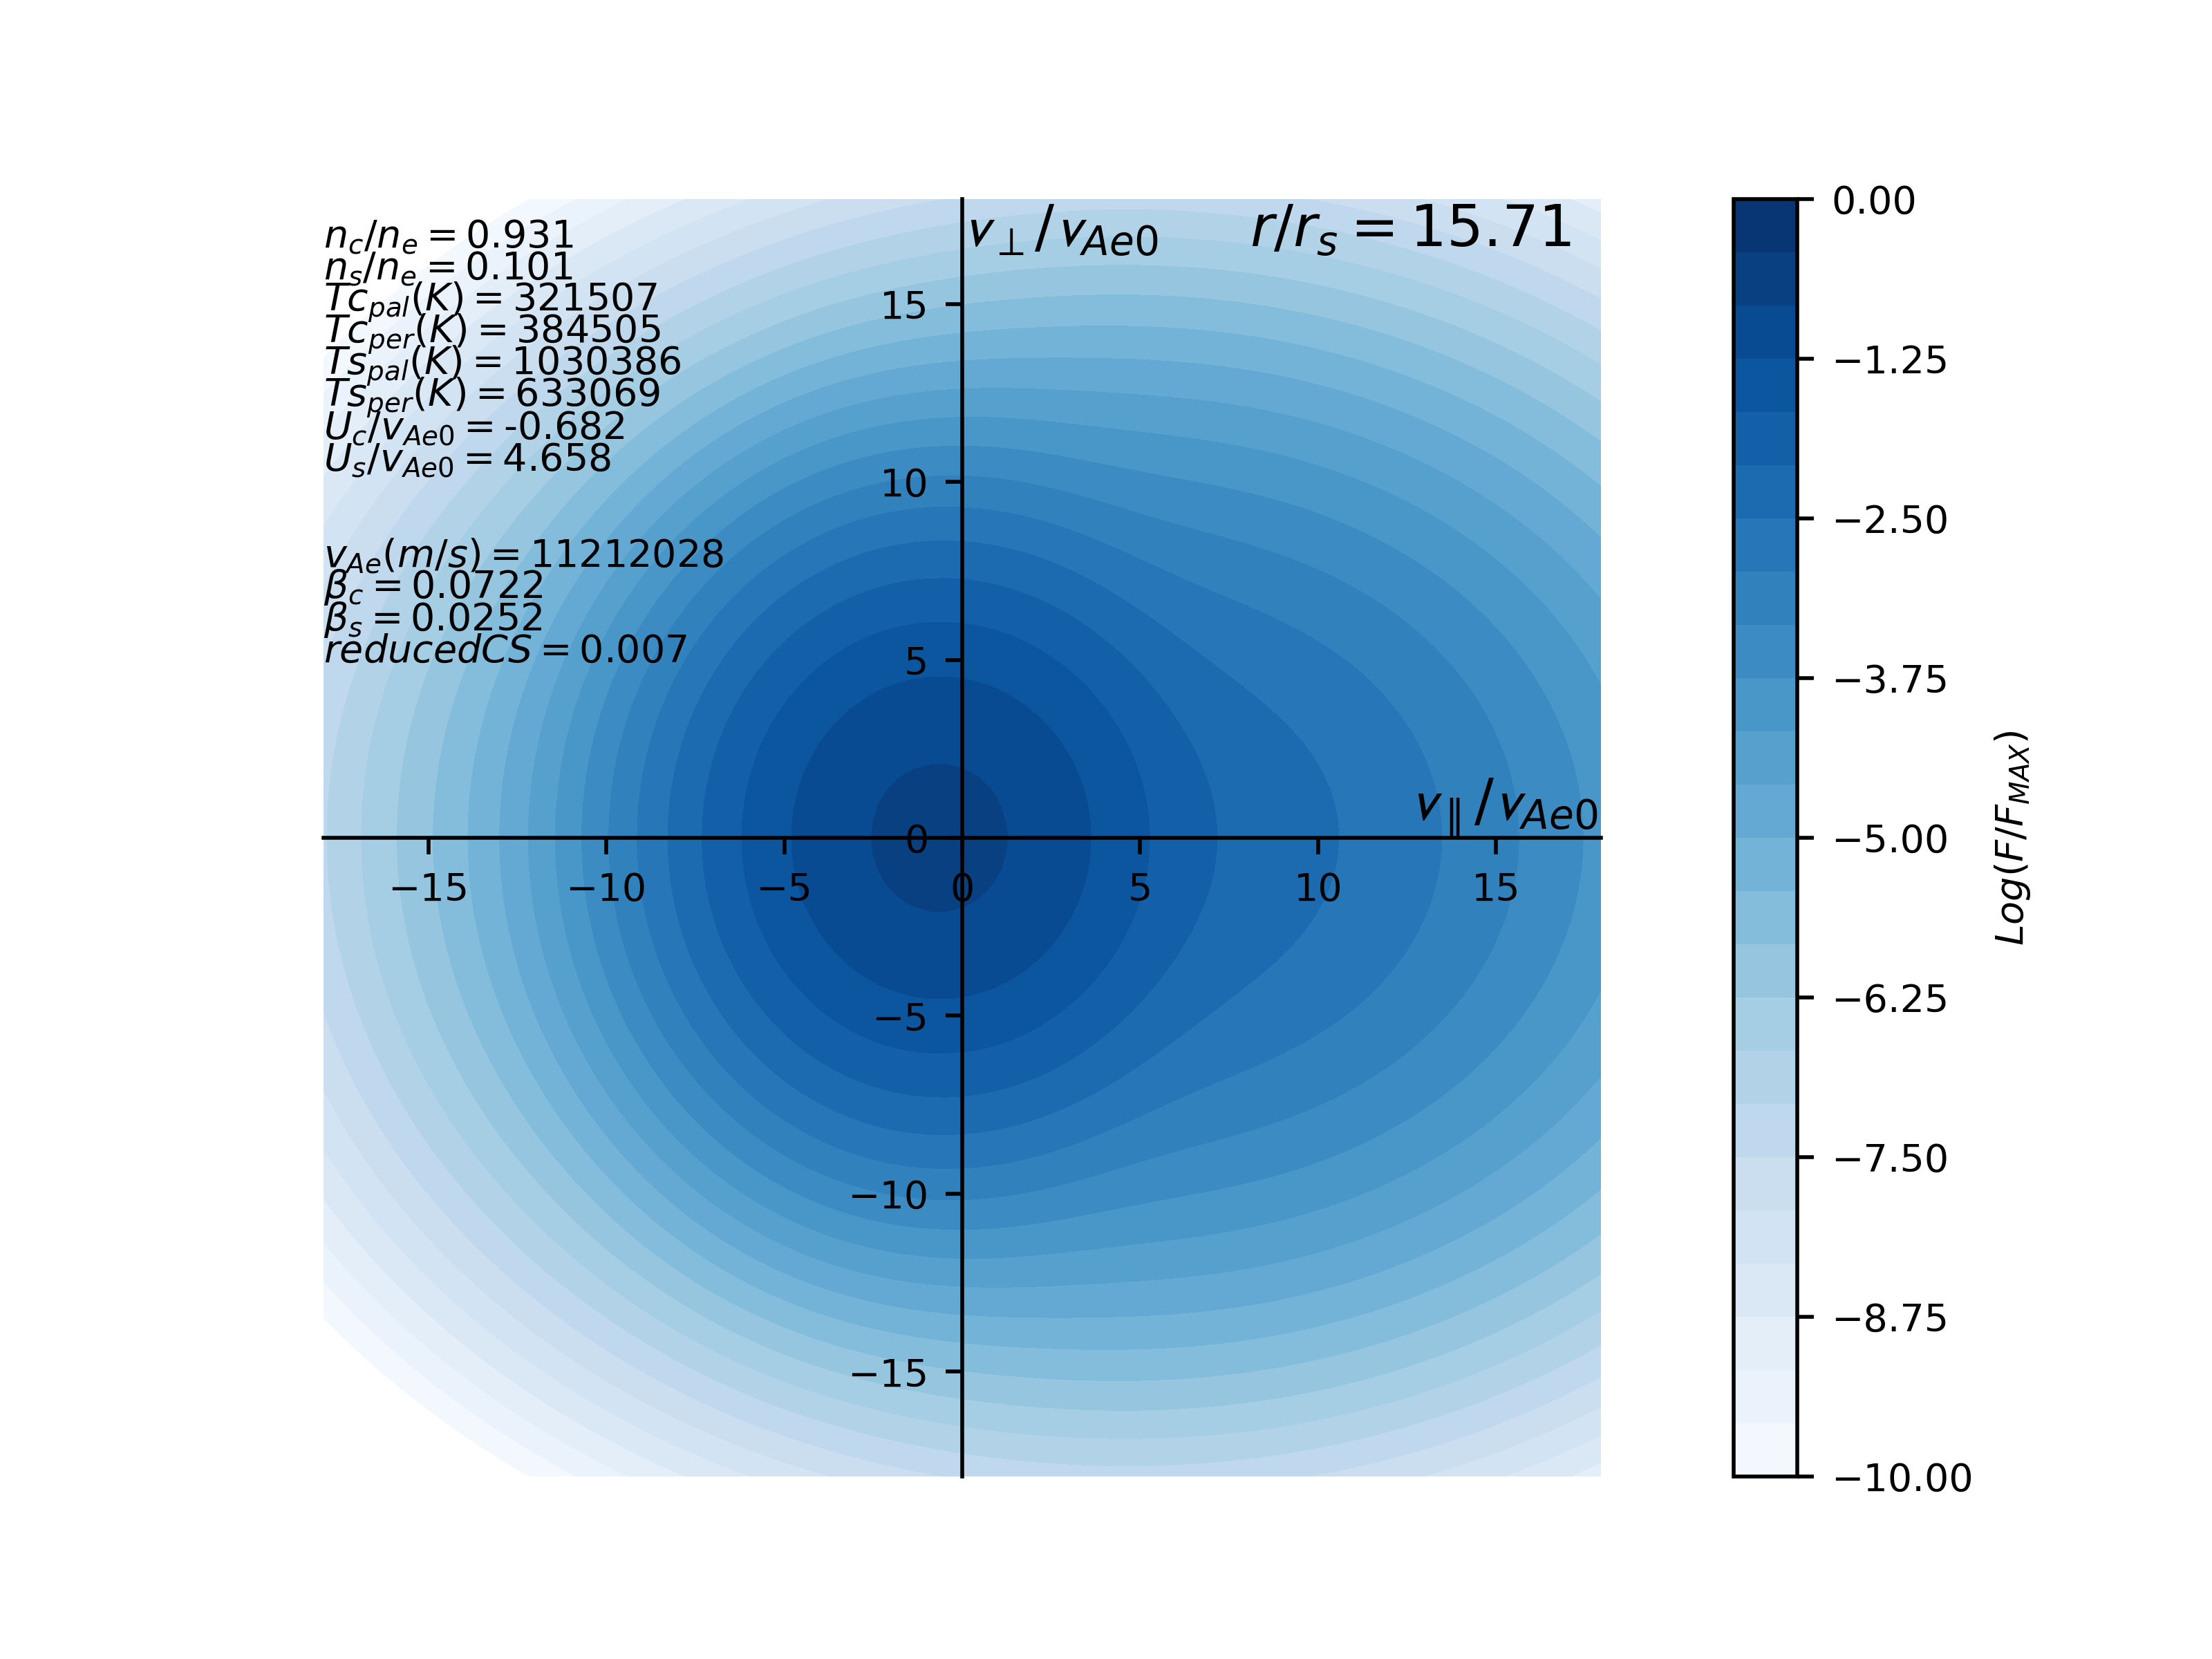 n_c/n_e = 0.931
n_s/n_e = 0.101
Tc_pal(K) = 321507
Tc_per(K) = 384505
Ts_pal(K) = 1030386
Ts_per(K) = 633069
U_c/v_Ae0 = -0.682
U_s/v_Ae0 = 4.658
v_Ae(m/s) = 11212028
β_c = 0.0722
β_s = 0.0252
reducedCS = 0.007
v_⊥/v_Ae0
r/r_s = 15.71
15
10
5
0
−5
−10
−15
v_∥/v_Ae0
−15 −10 −5 0 5 10 15
0.00
−1.25
−2.50
−3.75
−5.00
−6.25
−7.50
−8.75
−10.00
Log(F/F_MAX)